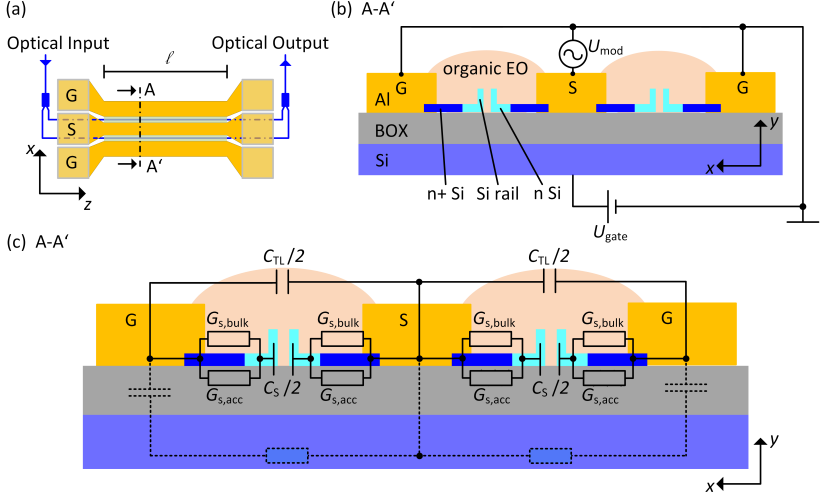 (a)
Optical Input
Optical Output
ℓ
A
G
S
G
A‘
x
z
(b) A-A‘
U_mod
organic EO
G
S
G
Al
BOX
Si
y
x
n+ Si
Si rail
n Si
U_gate
(c) A-A‘
C_TL /2
C_TL /2
G
S
G
G_s,bulk
G_s,bulk
G_s,bulk
G_s,bulk
C_S /2
C_S /2
G_s,acc
G_s,acc
G_s,acc
G_s,acc
y
x